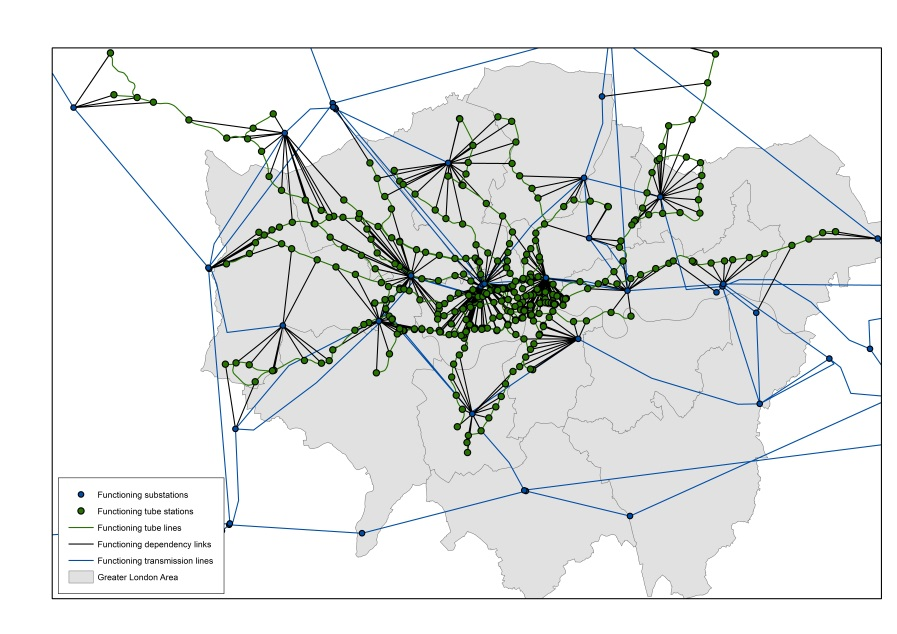 Functioning substations
Functioning tube stations
Functioning tube lines
Functioning dependency links
Functioning transmission lines
Greater London Area